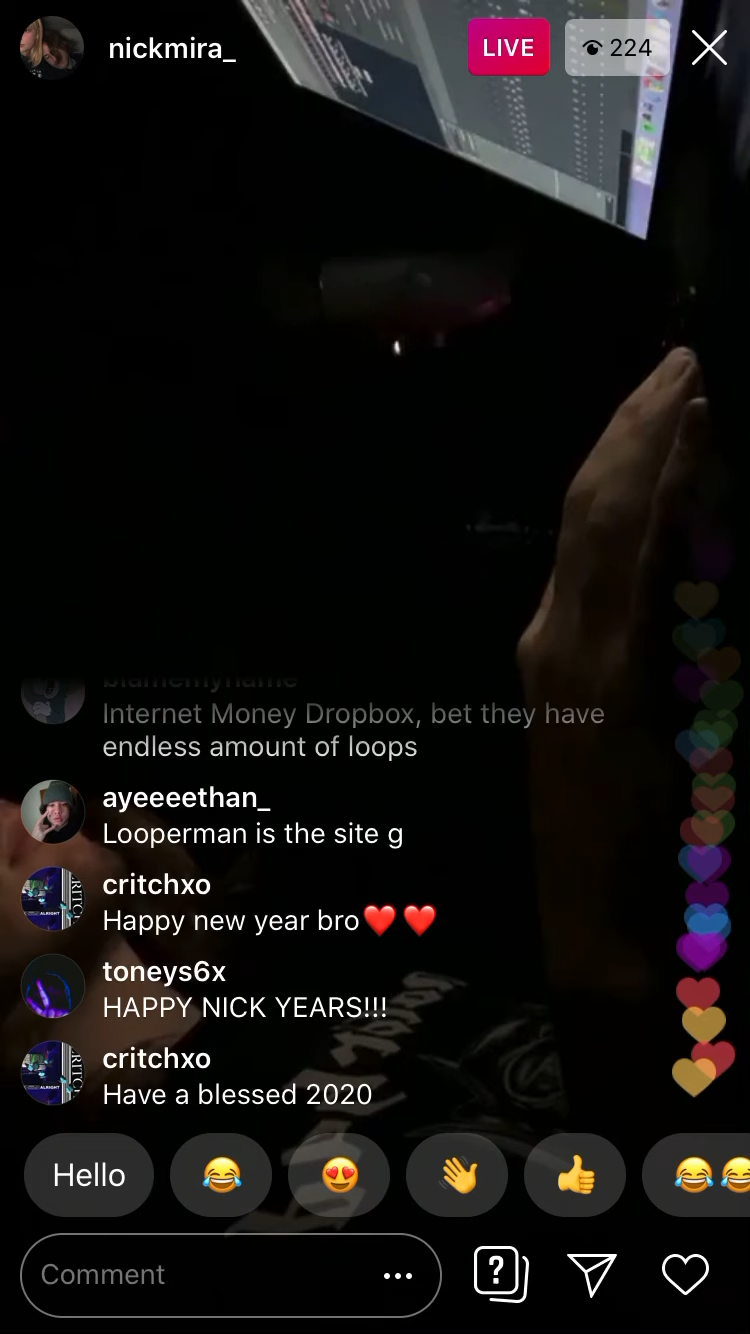 nickmira_
LIVE
224
blamemyname
Internet Money Dropbox, bet they have
endless amount of loops
ayeeeethan_
Looperman is the site g
critchxo
Happy new year bro❤️❤️
toneys6x
HAPPY NICK YEARS!!!
critchxo
Have a blessed 2020
Hello
Comment